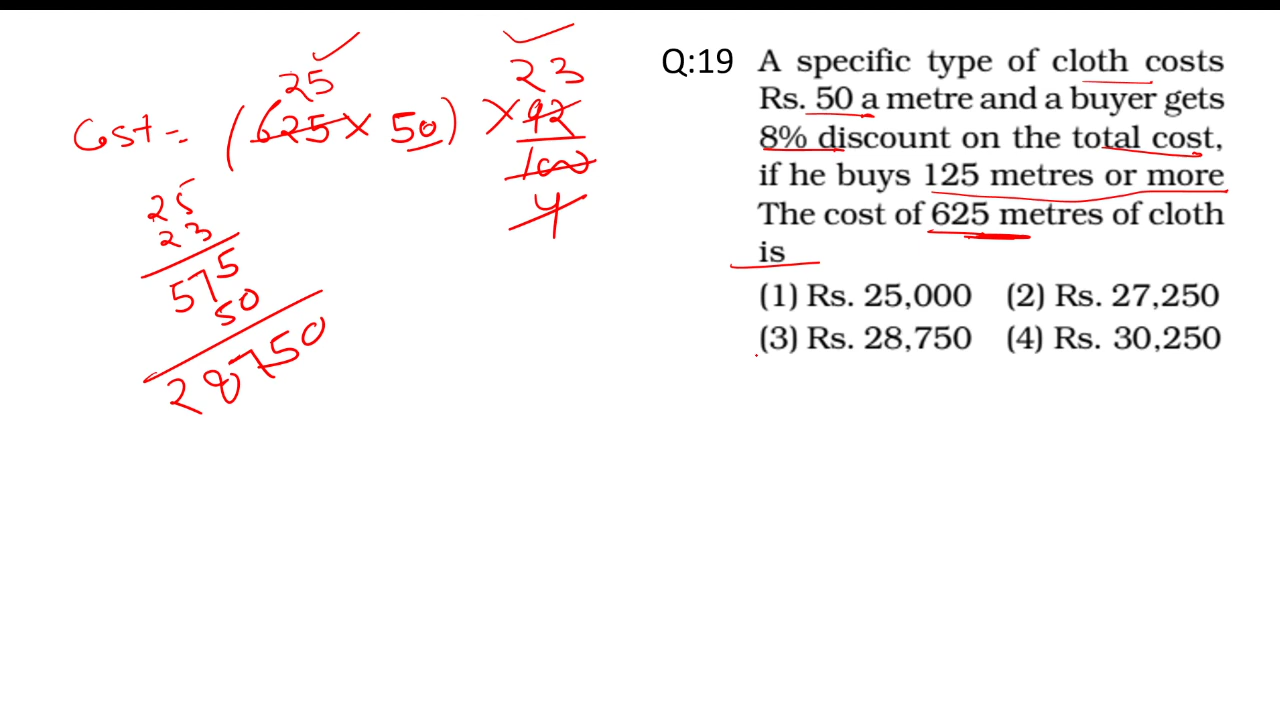 25 23
Cost = (625 × 50) × 92
100
4
25
23
575
50
28750
Q:19 A specific type of cloth costs
Rs. 50 a metre and a buyer gets
8% discount on the total cost,
if he buys 125 metres or more
The cost of 625 metres of cloth
is
(1) Rs. 25,000 (2) Rs. 27,250
(3) Rs. 28,750 (4) Rs. 30,250